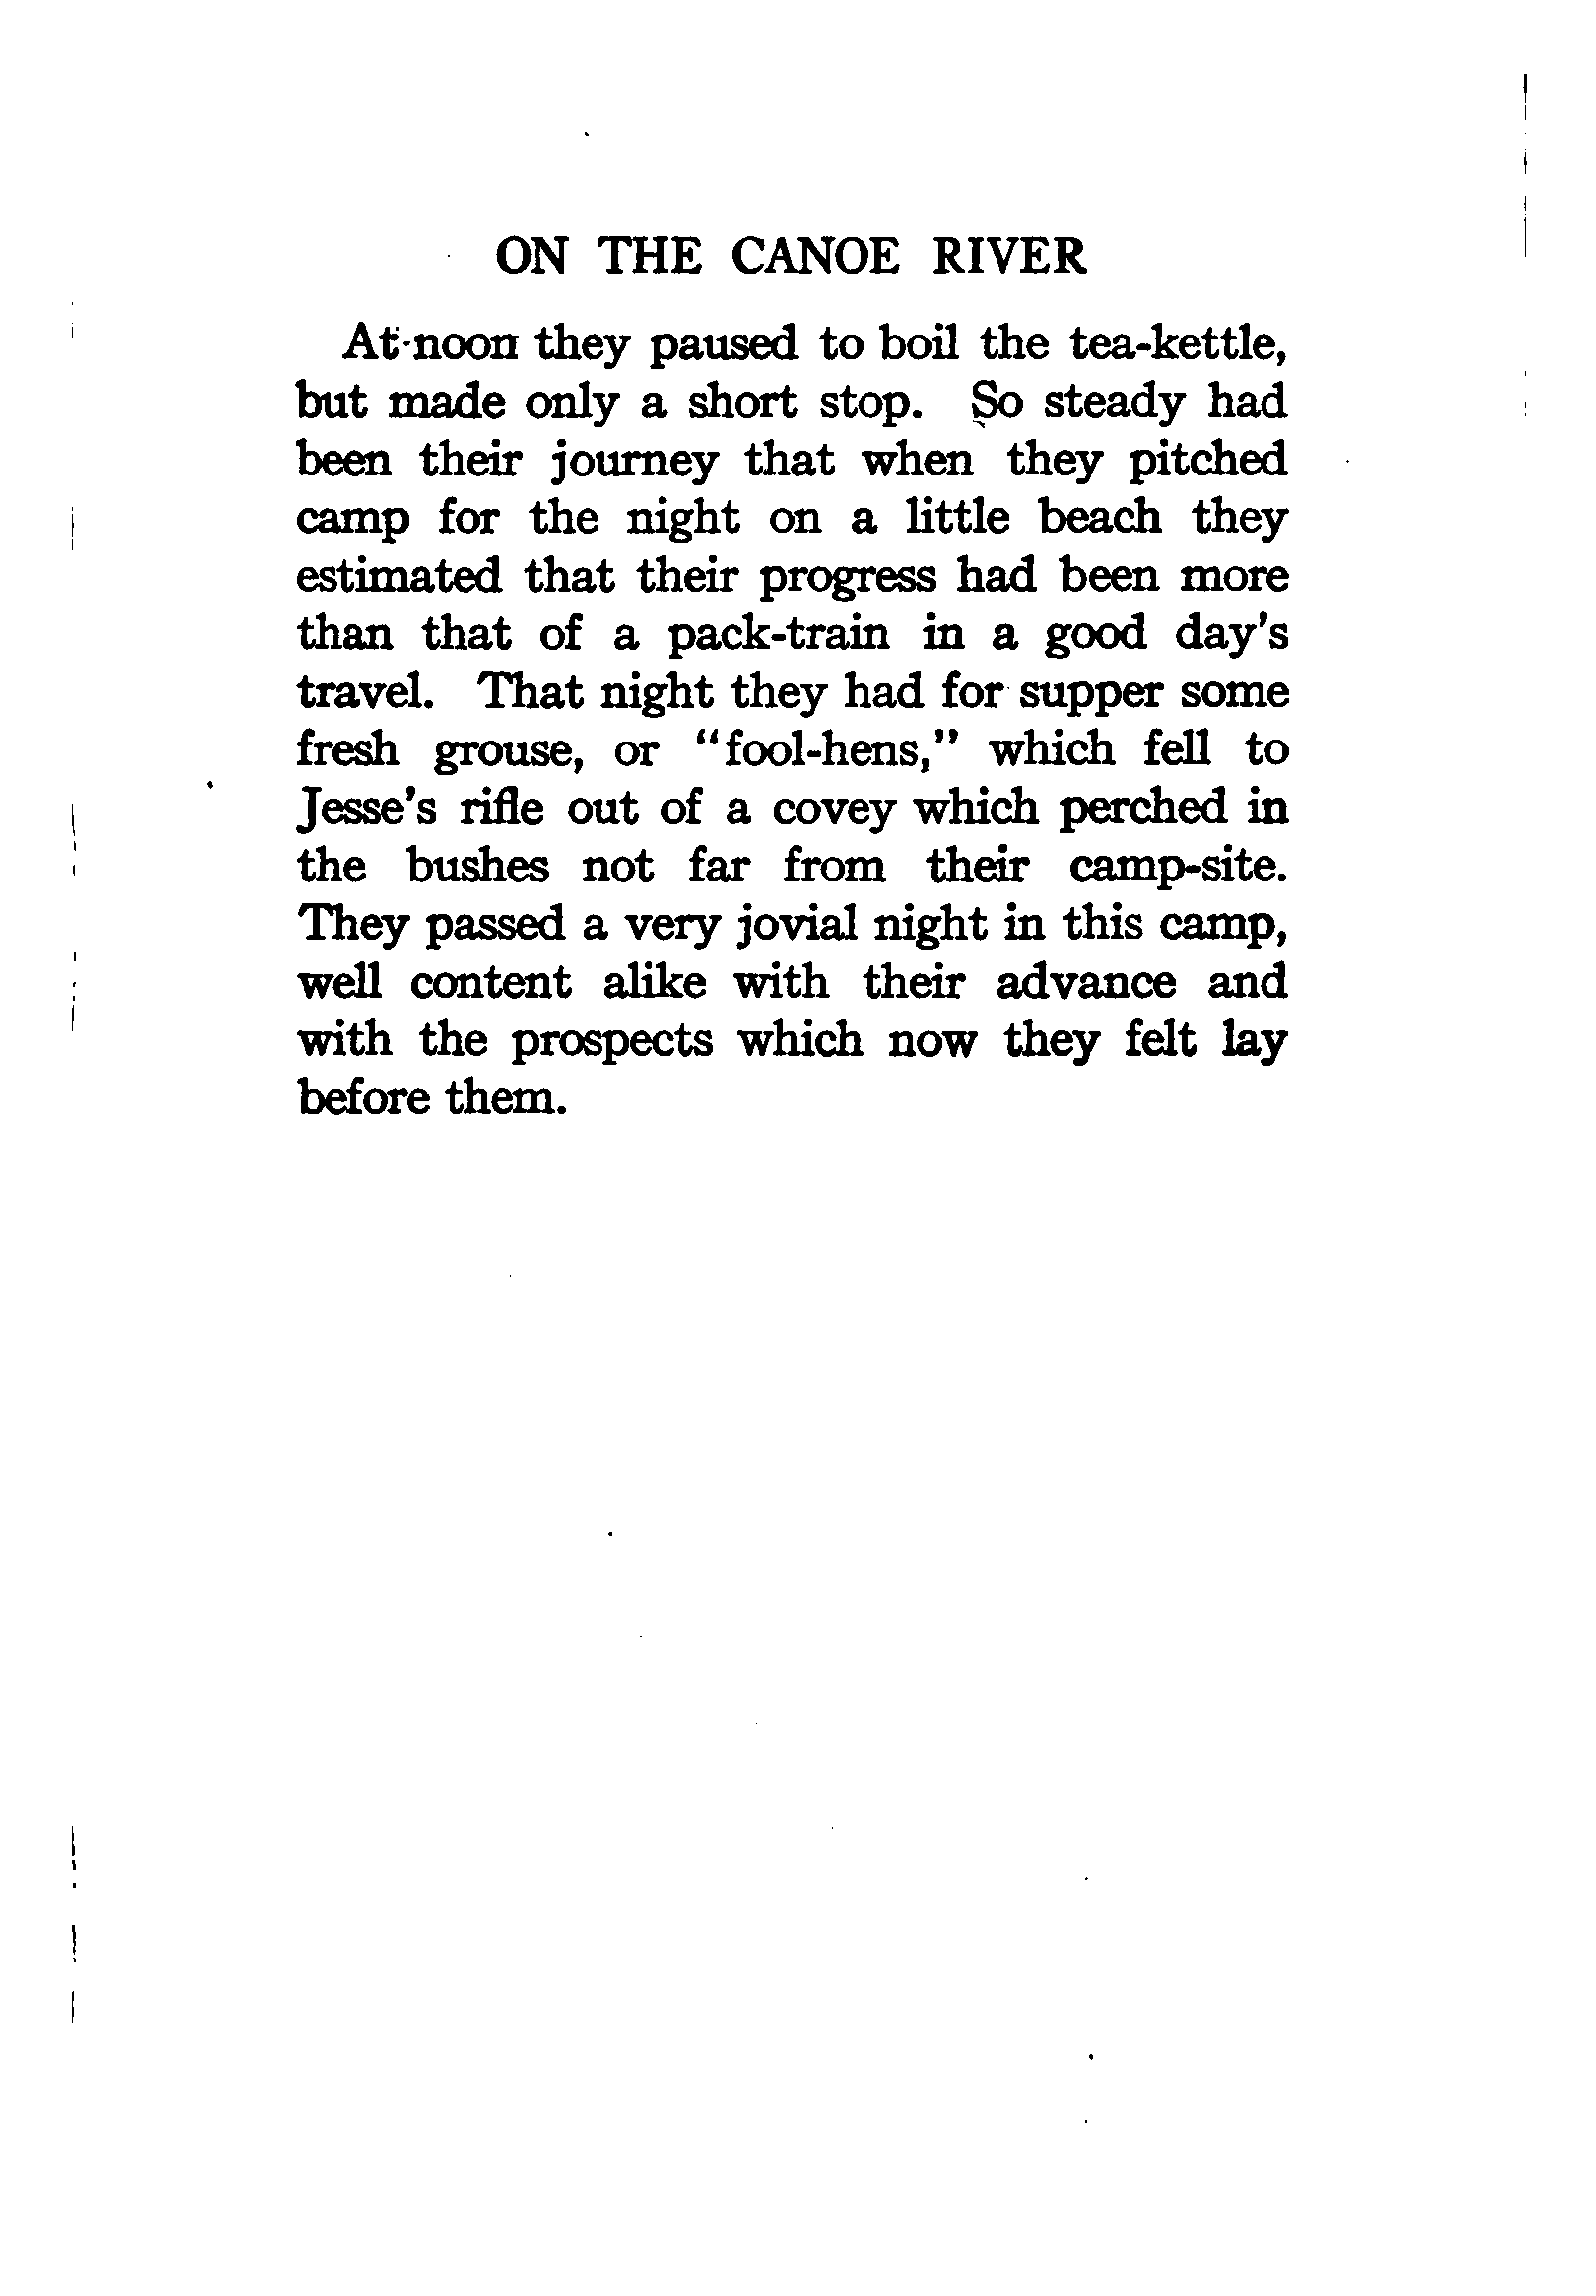 ON THE CANOE RIVER
At noon they paused to boil the tea-kettle,
but made only a short stop. So steady had
been their journey that when they pitched
camp for the night on a little beach they
estimated that their progress had been more
than that of a pack-train in a good day's
travel. That night they had for supper some
fresh grouse, or "fool-hens," which fell to
Jesse's rifle out of a covey which perched in
the bushes not far from their camp-site.
They passed a very jovial night in this camp,
well content alike with their advance and
with the prospects which now they felt lay
before them.